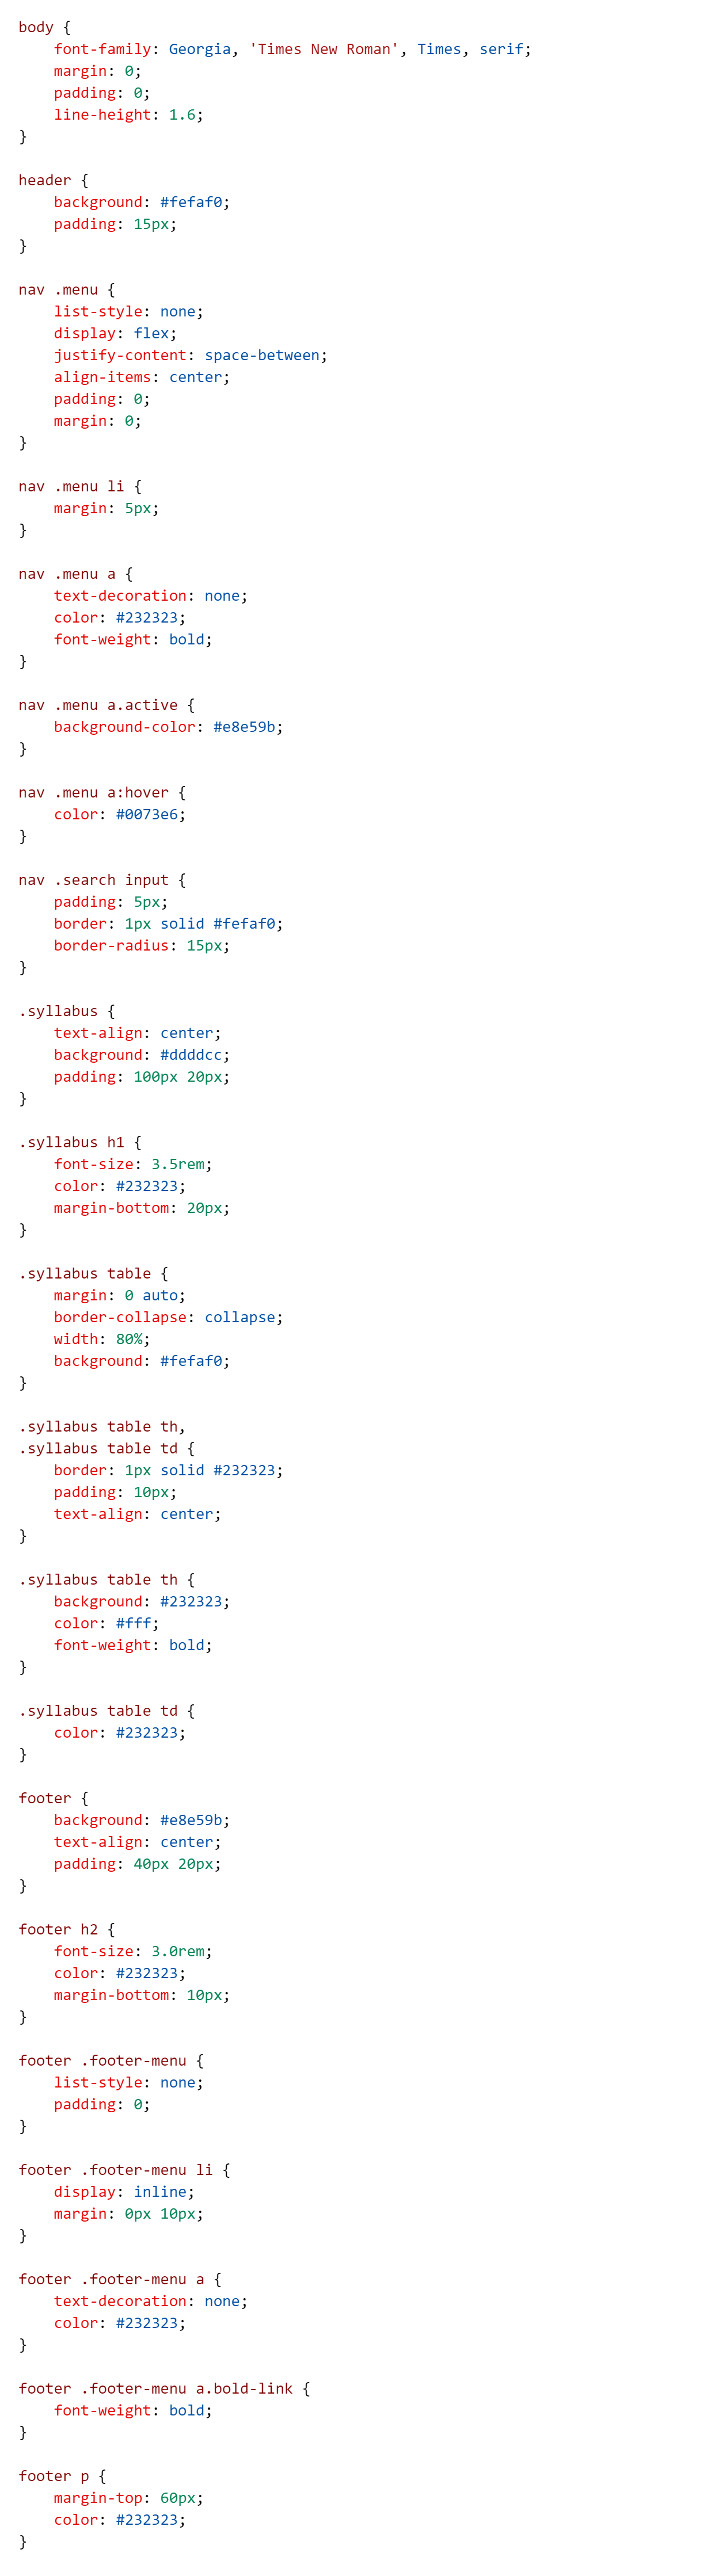 body {
    font-family: Georgia, 'Times New Roman', Times, serif;
    margin: 0;
    padding: 0;
    line-height: 1.6;
}

header {
    background: #fefaf0;
    padding: 15px;
}

nav .menu {
    list-style: none;
    display: flex;
    justify-content: space-between;
    align-items: center;
    padding: 0;
    margin: 0;
}

nav .menu li {
    margin: 5px;
}

nav .menu a {
    text-decoration: none;
    color: #232323;
    font-weight: bold;
}

nav .menu a.active {
    background-color: #e8e59b;
}

nav .menu a:hover {
    color: #0073e6;
}

nav .search input {
    padding: 5px;
    border: 1px solid #fefaf0;
    border-radius: 15px;
}

.syllabus {
    text-align: center;
    background: #ddddcc;
    padding: 100px 20px;
}

.syllabus h1 {
    font-size: 3.5rem;
    color: #232323;
    margin-bottom: 20px;
}

.syllabus table {
    margin: 0 auto;
    border-collapse: collapse;
    width: 80%;
    background: #fefaf0;
}

.syllabus table th,
.syllabus table td {
    border: 1px solid #232323;
    padding: 10px;
    text-align: center;
}

.syllabus table th {
    background: #232323;
    color: #fff;
    font-weight: bold;
}

.syllabus table td {
    color: #232323;
}

footer {
    background: #e8e59b;
    text-align: center;
    padding: 40px 20px;
}

footer h2 {
    font-size: 3.0rem;
    color: #232323;
    margin-bottom: 10px;
}

footer .footer-menu {
    list-style: none;
    padding: 0;
}

footer .footer-menu li {
    display: inline;
    margin: 0px 10px;
}

footer .footer-menu a {
    text-decoration: none;
    color: #232323;
}

footer .footer-menu a.bold-link {
    font-weight: bold;
}

footer p {
    margin-top: 60px;
    color: #232323;
}